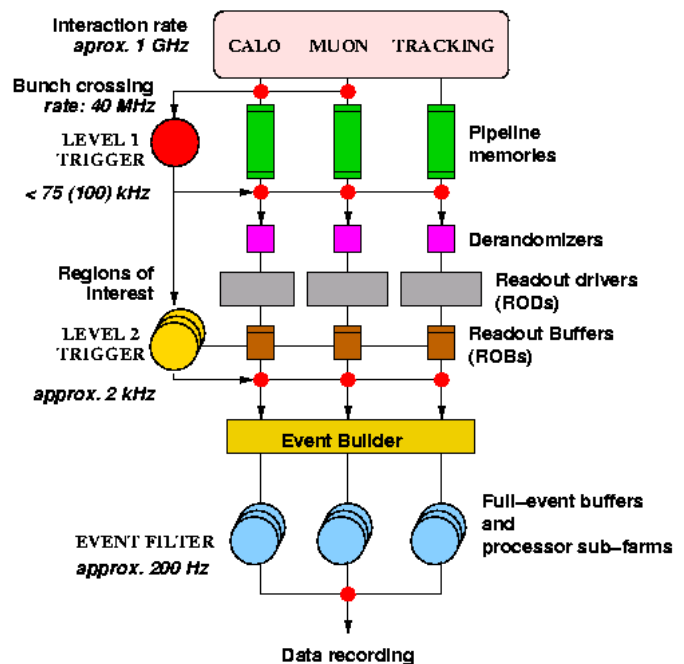 Interaction rate
aprox. 1 GHz
CALO MUON TRACKING
Bunch crossing
rate: 40 MHz
LEVEL 1
TRIGGER
Pipeline
memories
< 75 (100) kHz
Derandomizers
Regions of
interest
Readout drivers
(RODs)
LEVEL 2
TRIGGER
Readout Buffers
(ROBs)
approx. 2 kHz
Event Builder
Full-event buffers
and
processor sub-farms
EVENT FILTER
approx. 200 Hz
Data recording